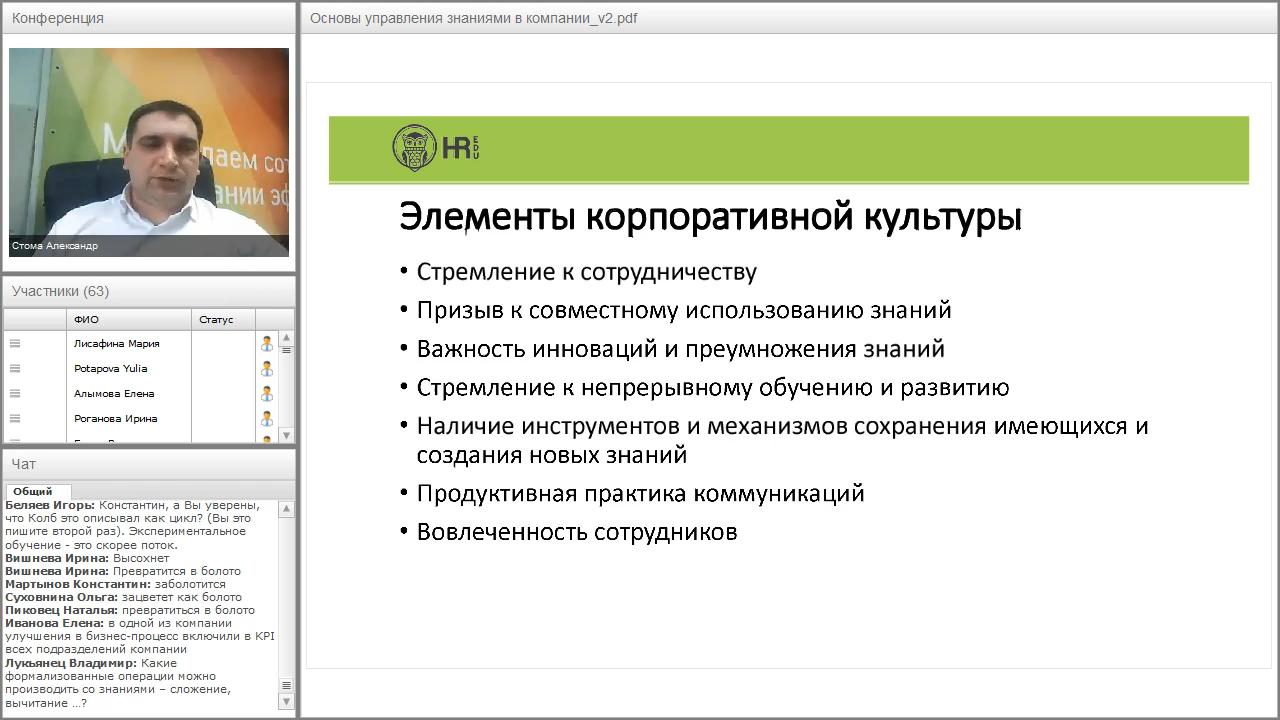 Конференция
Стома Александр
Участники (63)
ФИО
Статус
Лисафина Мария
Potapova Yulia
Алымова Елена
Роганова Ирина
Чат
Общий
Беляев Игорь: Константин, а Вы уверены,
что Колб это описывал как цикл? (Вы это
пишите второй раз). Экспериментальное
обучение - это скорее поток.
Вишнева Ирина: Высохнет
Вишнева Ирина: Превратится в болото
Мартынов Константин: заболотится
Суховнина Ольга: зацветет как болото
Пиковец Наталья: превратиться в болото
Иванова Елена: в одной из компании
улучшения в бизнес-процесс включили в KPI
всех подразделений компании
Лукьянец Владимир: Какие
формализованные операции можно
производить со знаниями – сложение,
вычитание ...?
Основы управления знаниями в компании_v2.pdf
HR EDU
Элементы корпоративной культуры
• Стремление к сотрудничеству
• Призыв к совместному использованию знаний
• Важность инноваций и преумножения знаний
• Стремление к непрерывному обучению и развитию
• Наличие инструментов и механизмов сохранения имеющихся и
создания новых знаний
• Продуктивная практика коммуникаций
• Вовлеченность сотрудников